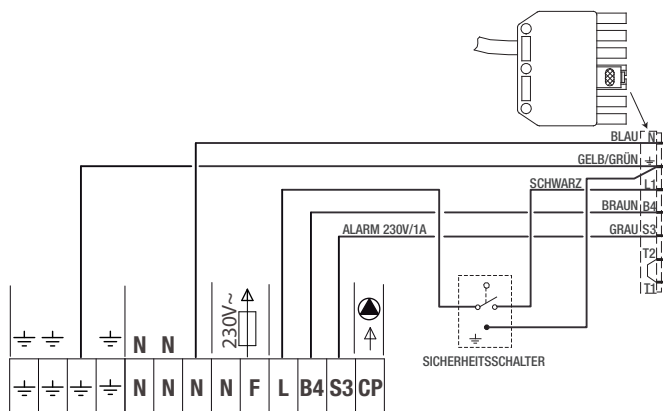 BLAU N
GELB/GRÜN
SCHWARZ L1
BRAUN B4
ALARM 230V/1A GRAU S3
T2
T1
SICHERHEITSSCHALTER
N N 230V~
N N N N F L B4 S3 CP